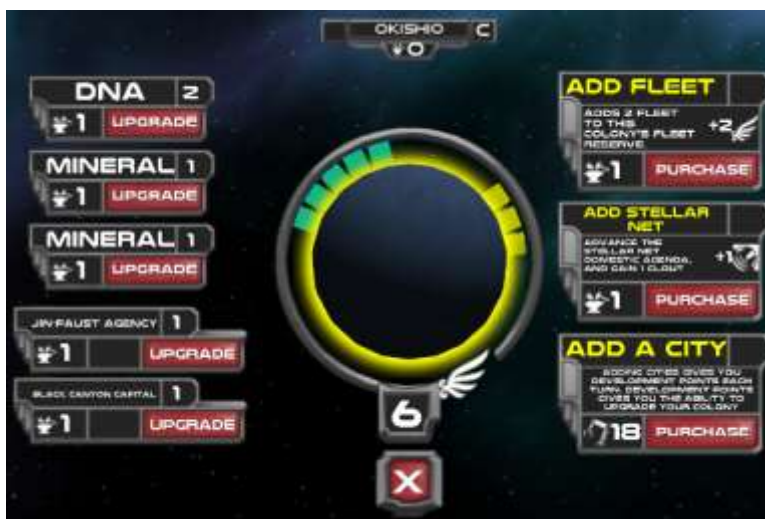 OKISHIO C
0
DNA 2
1 UPGRADE
MINERAL 1
1 UPGRADE
MINERAL 1
1 UPGRADE
JIN-FAUST AGENCY 1
1 UPGRADE
BLACK CANYON CAPITAL 1
1 UPGRADE
6
X
ADD FLEET
ADDS 2 FLEET
TO THIS
COLONY'S FLEET
RESERVE.
+2
1 PURCHASE
ADD STELLAR
NET
ADVANCE THE
STELLAR NET
DOMESTIC AGENDA,
AND GAIN 1 CLOUT
+1
1 PURCHASE
ADD A CITY
ADDING CITIES GIVES YOU
DEVELOPMENT POINTS EACH
TURN. DEVELOPMENT POINTS
GIVES YOU THE ABILITY TO
UPGRADE YOUR COLONY
18 PURCHASE